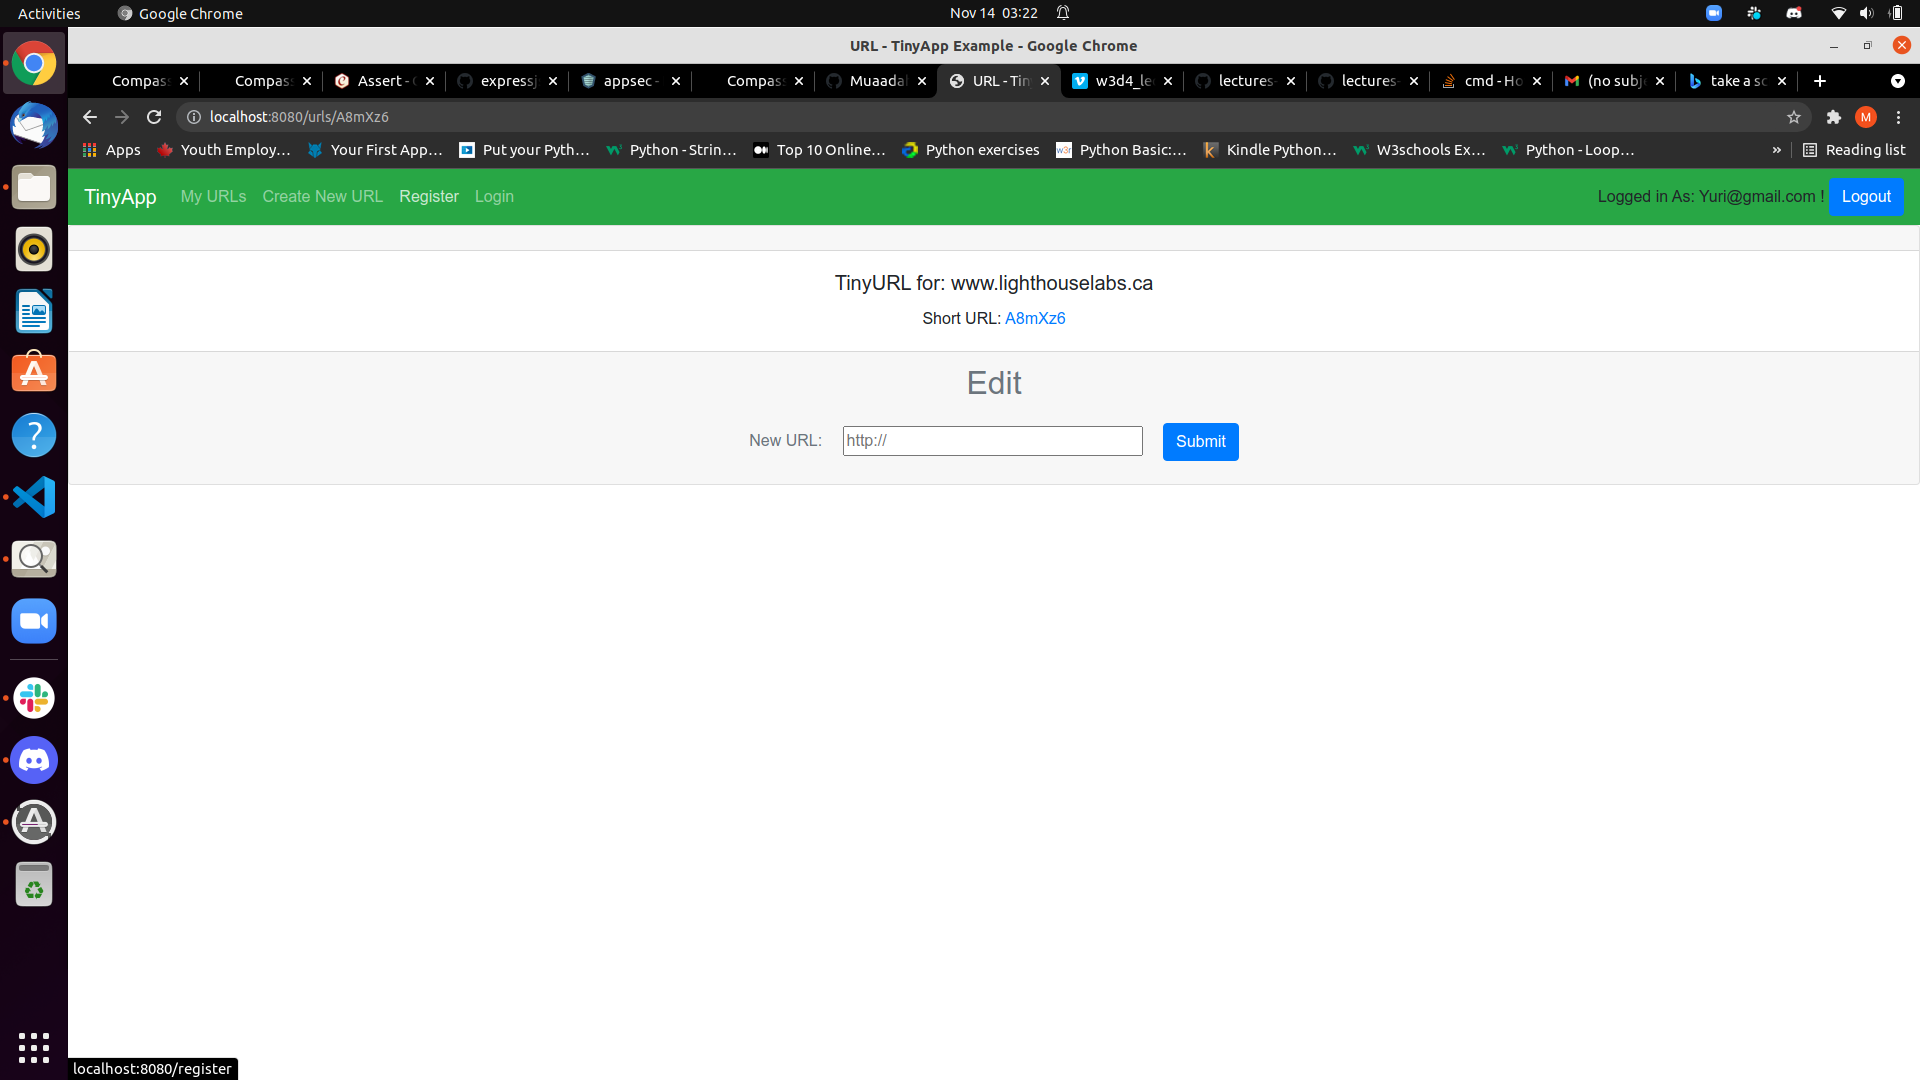 Activities Google Chrome Nov 14 03:22
URL - TinyApp Example - Google Chrome
Compas Compas Assert - expressj appsec - Compas Muaadal URL - Tin w3d4_le lectures- lectures- cmd - Ho (no subj take a sc
localhost:8080/urls/A8mXz6 M
Apps Youth Employ... Your First App... Put your Pyth... Python - Strin... Top 10 Online... Python exercises w3r Python Basic:... Kindle Python... W3schools Ex... Python - Loop... » Reading list
TinyApp My URLs Create New URL Register Login Logged in As: Yuri@gmail.com ! Logout
TinyURL for: www.lighthouselabs.ca
Short URL: A8mXz6
Edit
New URL: http:// Submit
localhost:8080/register